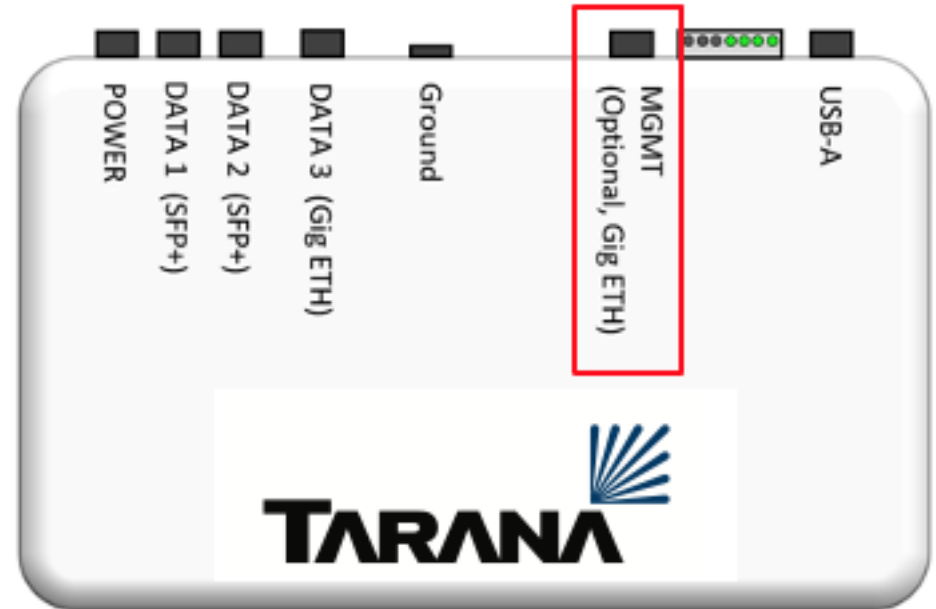 POWER
DATA 1 (SFP+)
DATA 2 (SFP+)
DATA 3 (Gig ETH)
Ground
MGMT
(Optional, Gig ETH)
USB-A
TARANA